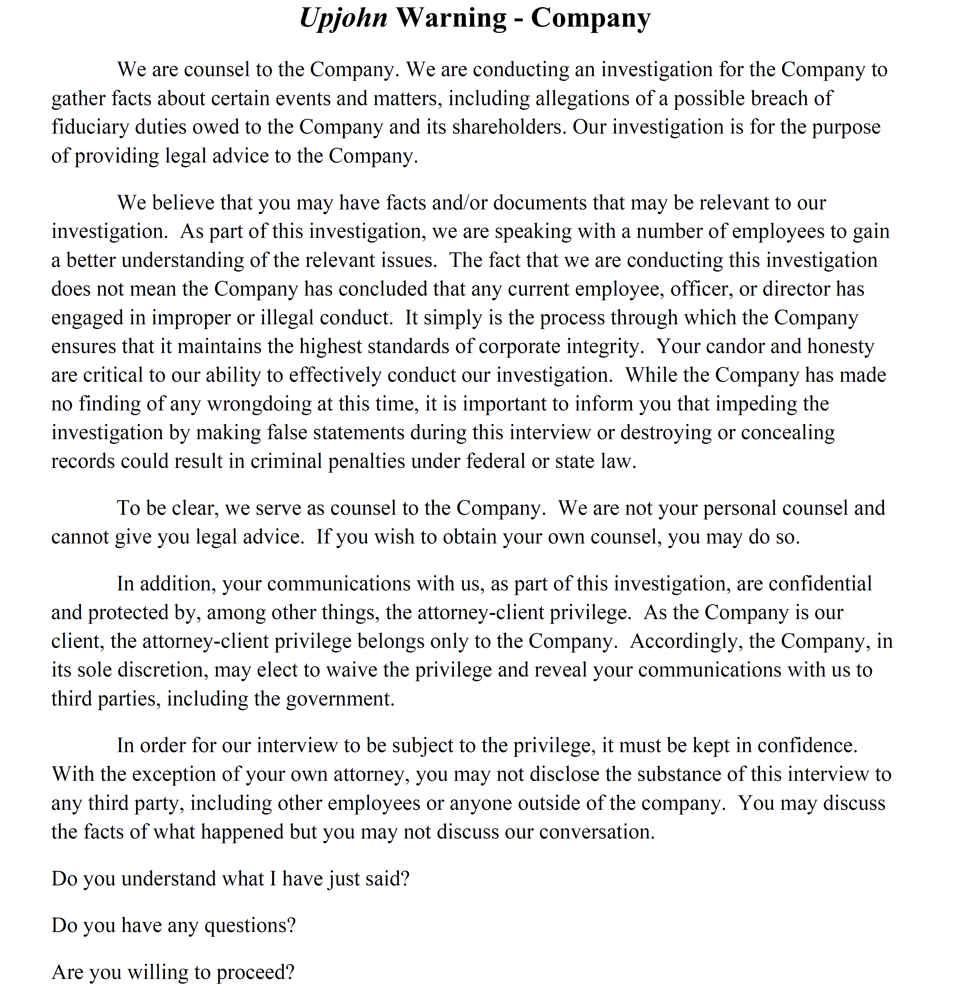 Upjohn Warning - Company
We are counsel to the Company. We are conducting an investigation for the Company to
gather facts about certain events and matters, including allegations of a possible breach of
fiduciary duties owed to the Company and its shareholders. Our investigation is for the purpose
of providing legal advice to the Company.
We believe that you may have facts and/or documents that may be relevant to our
investigation.  As part of this investigation, we are speaking with a number of employees to gain
a better understanding of the relevant issues.  The fact that we are conducting this investigation
does not mean the Company has concluded that any current employee, officer, or director has
engaged in improper or illegal conduct.  It simply is the process through which the Company
ensures that it maintains the highest standards of corporate integrity.  Your candor and honesty
are critical to our ability to effectively conduct our investigation.  While the Company has made
no finding of any wrongdoing at this time, it is important to inform you that impeding the
investigation by making false statements during this interview or destroying or concealing
records could result in criminal penalties under federal or state law.
To be clear, we serve as counsel to the Company.  We are not your personal counsel and
cannot give you legal advice.  If you wish to obtain your own counsel, you may do so.
In addition, your communications with us, as part of this investigation, are confidential
and protected by, among other things, the attorney-client privilege.  As the Company is our
client, the attorney-client privilege belongs only to the Company.  Accordingly, the Company, in
its sole discretion, may elect to waive the privilege and reveal your communications with us to
third parties, including the government.
In order for our interview to be subject to the privilege, it must be kept in confidence.
With the exception of your own attorney, you may not disclose the substance of this interview to
any third party, including other employees or anyone outside of the company.  You may discuss
the facts of what happened but you may not discuss our conversation.
Do you understand what I have just said?
Do you have any questions?
Are you willing to proceed?